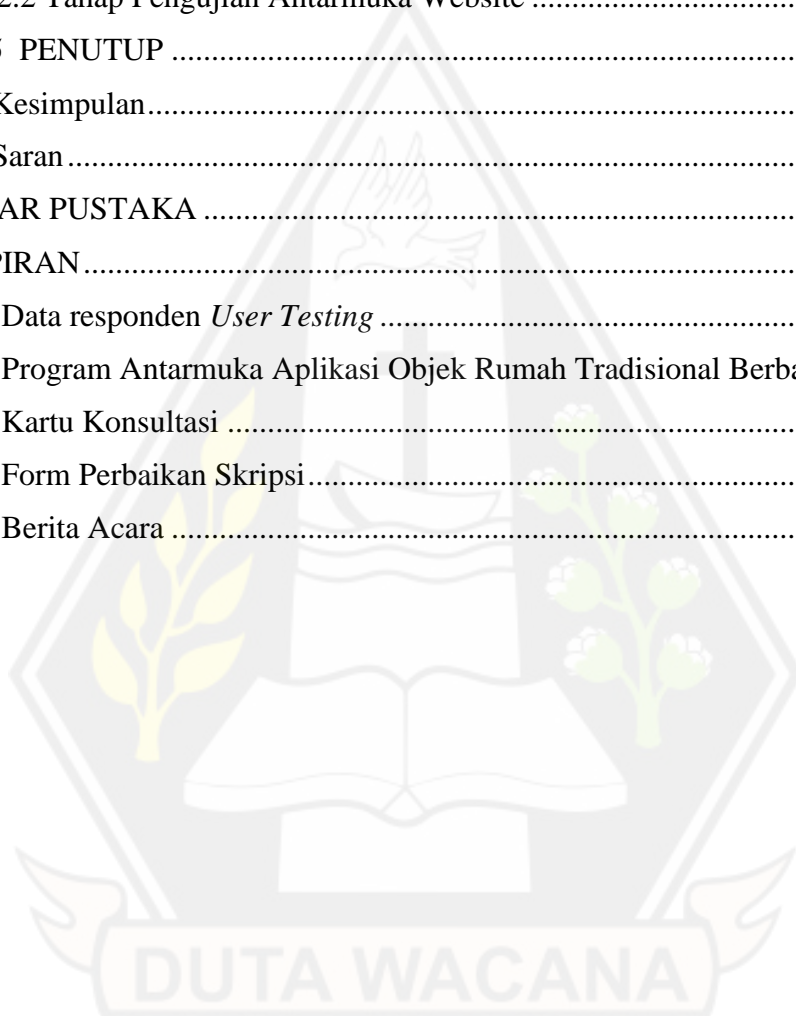 2.2 Tahap Pengujian Antarmuka Website ........................................
PENUTUP ........................................
Kesimpulan........................................
Saran........................................
AR PUSTAKA ........................................
PIRAN........................................
Data responden User Testing ........................................
Program Antarmuka Aplikasi Objek Rumah Tradisional Berba
Kartu Konsultasi ........................................
Form Perbaikan Skripsi........................................
Berita Acara ........................................
DUTA WACANA